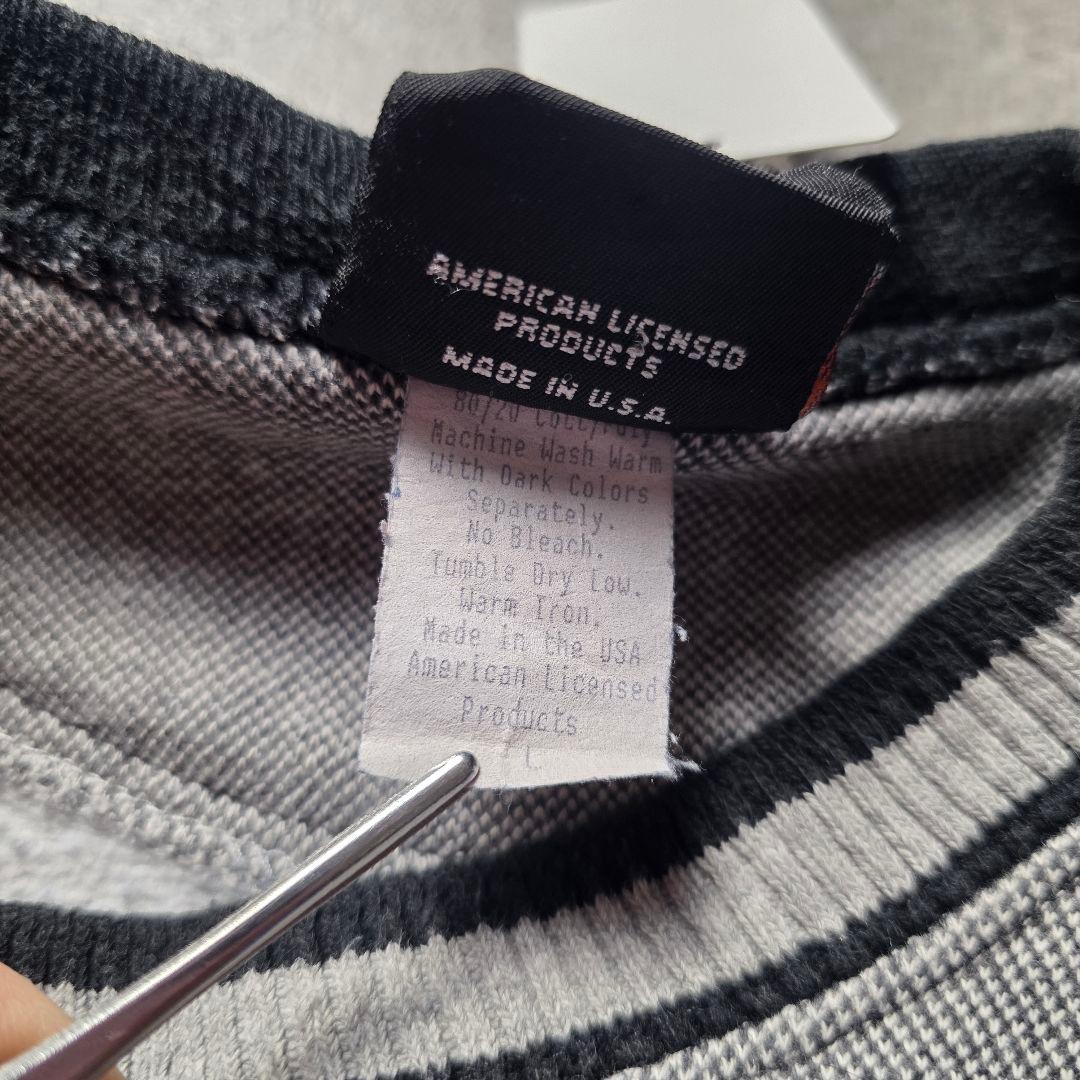 AMERICAN LICENSED
PRODUCTS
MADE IN U.S.A.
80/20 Cott/Poly
Machine Wash Warm
With Dark Colors
Separately.
No Bleach.
Tumble Dry Low.
Warm Iron.
Made in the USA
American Licensed
Products
L